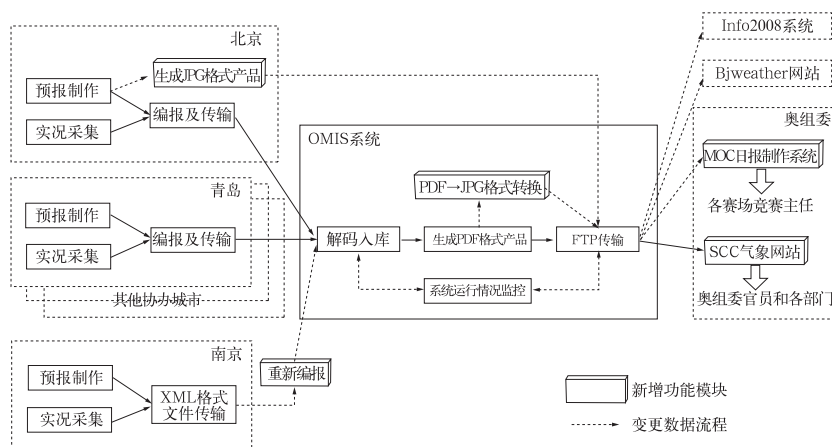 北京
Info2008系统
生成JPG格式产品
Bjweather网站
预报制作
编报及传输
实况采集
奥组委
OMIS系统
MOC日报制作系统
青岛
PDF→JPG格式转换
各赛场竞赛主任
预报制作
编报及传输
实况采集
解码入库
生成PDF格式产品
FTP传输
SCC气象网站
系统运行情况监控
奥组委官员和各部门
其他协办城市
南京
预报制作
重新编报
XML格式
文件传输
实况采集
新增功能模块
变更数据流程